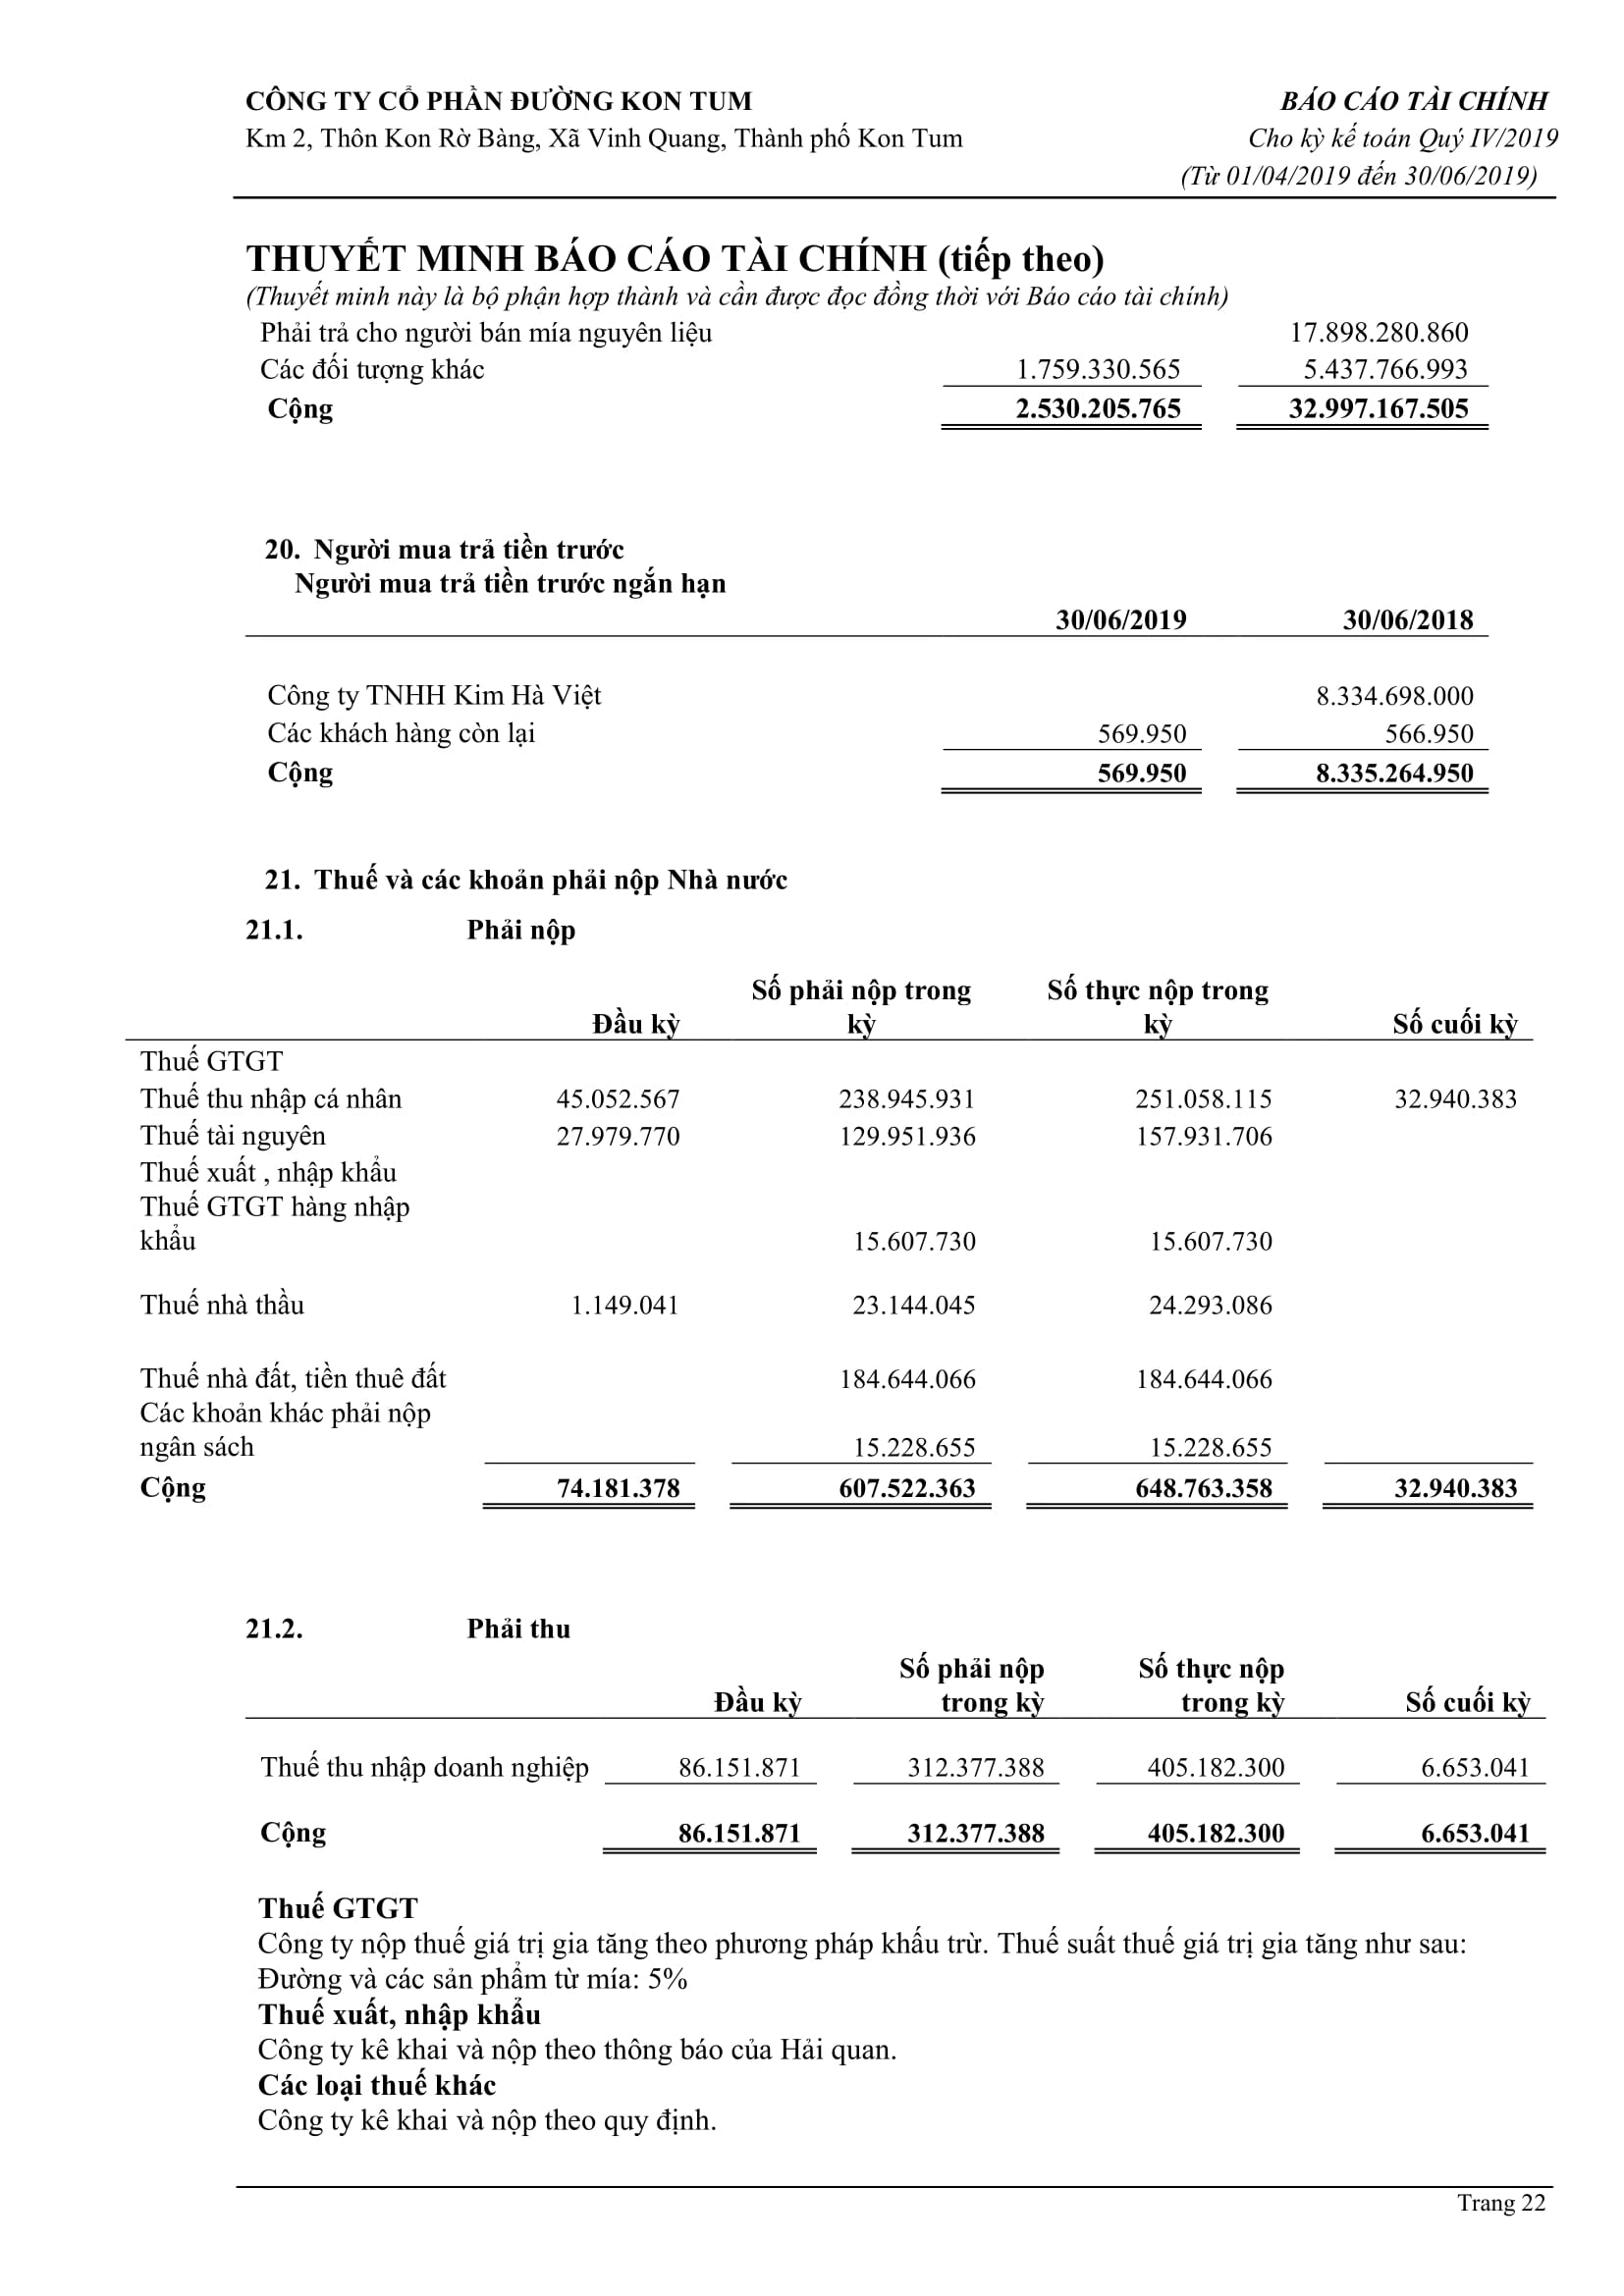 CÔNG TY CỔ PHẦN ĐƯỜNG KON TUM BÁO CÁO TÀI CHÍNH
Km 2, Thôn Kon Rờ Bàng, Xã Vinh Quang, Thành phố Kon Tum Cho kỳ kế toán Quý IV/2019
(Từ 01/04/2019 đến 30/06/2019)
THUYẾT MINH BÁO CÁO TÀI CHÍNH (tiếp theo)
(Thuyết minh này là bộ phận hợp thành và cần được đọc đồng thời với Báo cáo tài chính)
Phải trả cho người bán mía nguyên liệu 17.898.280.860
Các đối tượng khác 1.759.330.565 5.437.766.993
Cộng 2.530.205.765 32.997.167.505
20. Người mua trả tiền trước
Người mua trả tiền trước ngắn hạn
30/06/2019 30/06/2018
Công ty TNHH Kim Hà Việt 8.334.698.000
Các khách hàng còn lại 569.950 566.950
Cộng 569.950 8.335.264.950
21. Thuế và các khoản phải nộp Nhà nước
21.1. Phải nộp
Số phải nộp trong Số thực nộp trong
Đầu kỳ kỳ kỳ Số cuối kỳ
Thuế GTGT
Thuế thu nhập cá nhân 45.052.567 238.945.931 251.058.115 32.940.383
Thuế tài nguyên 27.979.770 129.951.936 157.931.706
Thuế xuất , nhập khẩu
Thuế GTGT hàng nhập
khẩu 15.607.730 15.607.730
Thuế nhà thầu 1.149.041 23.144.045 24.293.086
Thuế nhà đất, tiền thuê đất 184.644.066 184.644.066
Các khoản khác phải nộp
ngân sách 15.228.655 15.228.655
Cộng 74.181.378 607.522.363 648.763.358 32.940.383
21.2. Phải thu
Số phải nộp Số thực nộp
Đầu kỳ trong kỳ trong kỳ Số cuối kỳ
Thuế thu nhập doanh nghiệp 86.151.871 312.377.388 405.182.300 6.653.041
Cộng 86.151.871 312.377.388 405.182.300 6.653.041
Thuế GTGT
Công ty nộp thuế giá trị gia tăng theo phương pháp khấu trừ. Thuế suất thuế giá trị gia tăng như sau:
Đường và các sản phẩm từ mía: 5%
Thuế xuất, nhập khẩu
Công ty kê khai và nộp theo thông báo của Hải quan.
Các loại thuế khác
Công ty kê khai và nộp theo quy định.
Trang 22